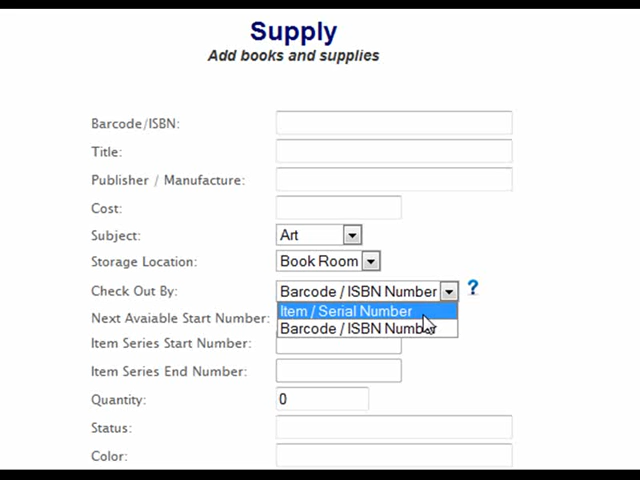 Supply
Add books and supplies
Barcode/ISBN:
Title:
Publisher / Manufacture:
Cost:
Subject: Art
Storage Location: Book Room
Check Out By: Barcode / ISBN Number ?
Item / Serial Number
Next Avaiable Start Number: Barcode / ISBN Number
Item Series Start Number:
Item Series End Number:
Quantity: 0
Status:
Color: